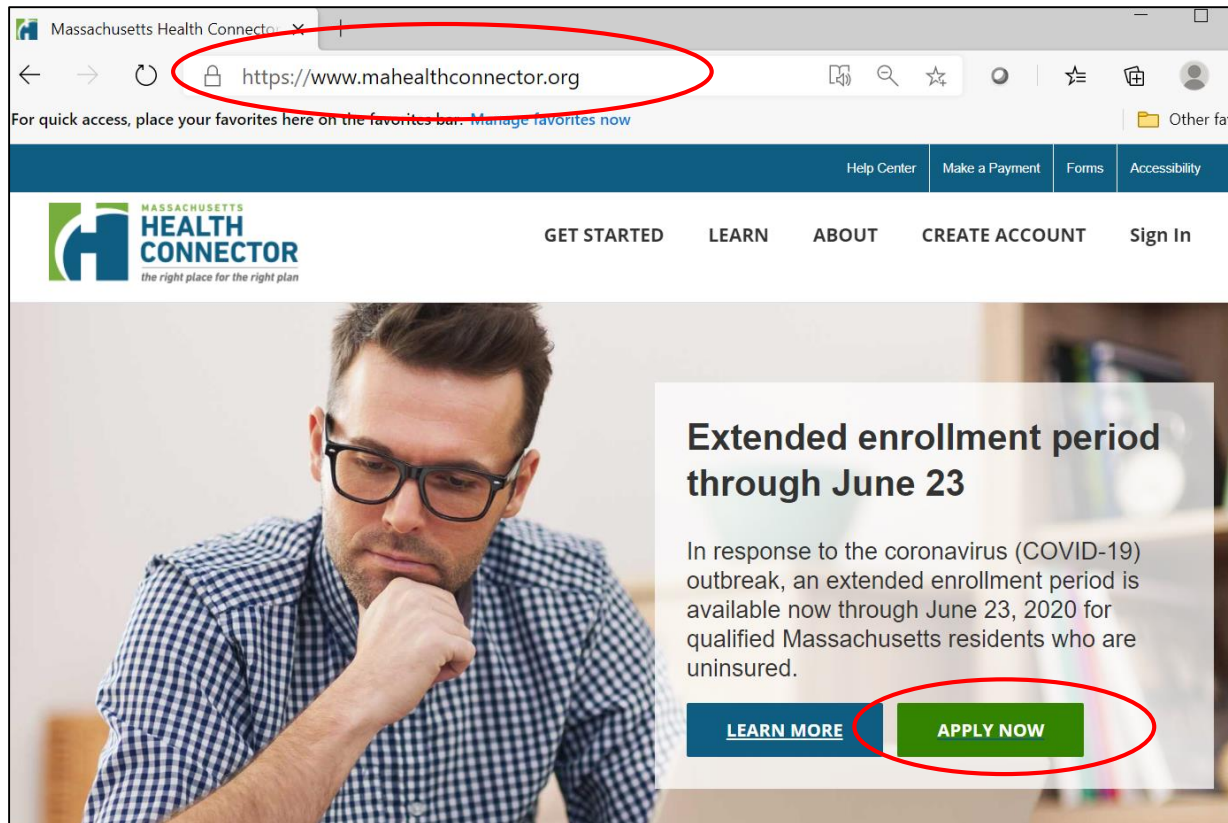 Massachusetts Health Connector
https://www.mahealthconnector.org
For quick access, place your favorites here on the favorites bar. Manage favorites now
Other fa
Help Center Make a Payment Forms Accessibility
MASSACHUSETTS
HEALTH
CONNECTOR
the right place for the right plan
GET STARTED LEARN ABOUT CREATE ACCOUNT Sign In
Extended enrollment period
through June 23
In response to the coronavirus (COVID-19)
outbreak, an extended enrollment period is
available now through June 23, 2020 for
qualified Massachusetts residents who are
uninsured.
LEARN MORE APPLY NOW